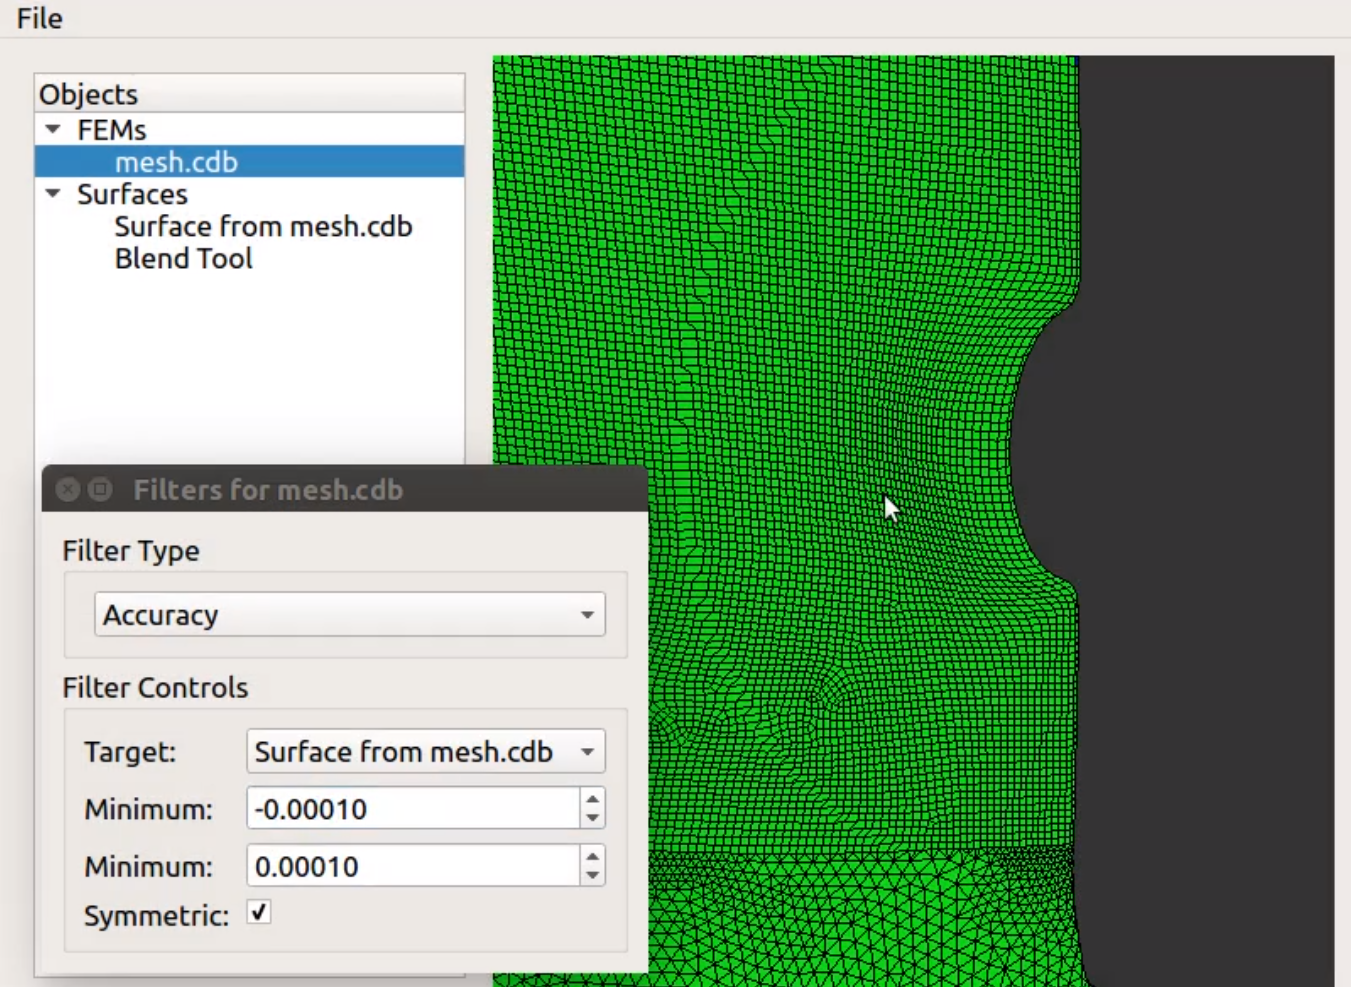 File
Objects
FEMs
mesh.cdb
Surfaces
Surface from mesh.cdb
Blend Tool
Filters for mesh.cdb
Filter Type
Accuracy
Filter Controls
Target: Surface from mesh.cdb
Minimum: -0.00010
Minimum: 0.00010
Symmetric: